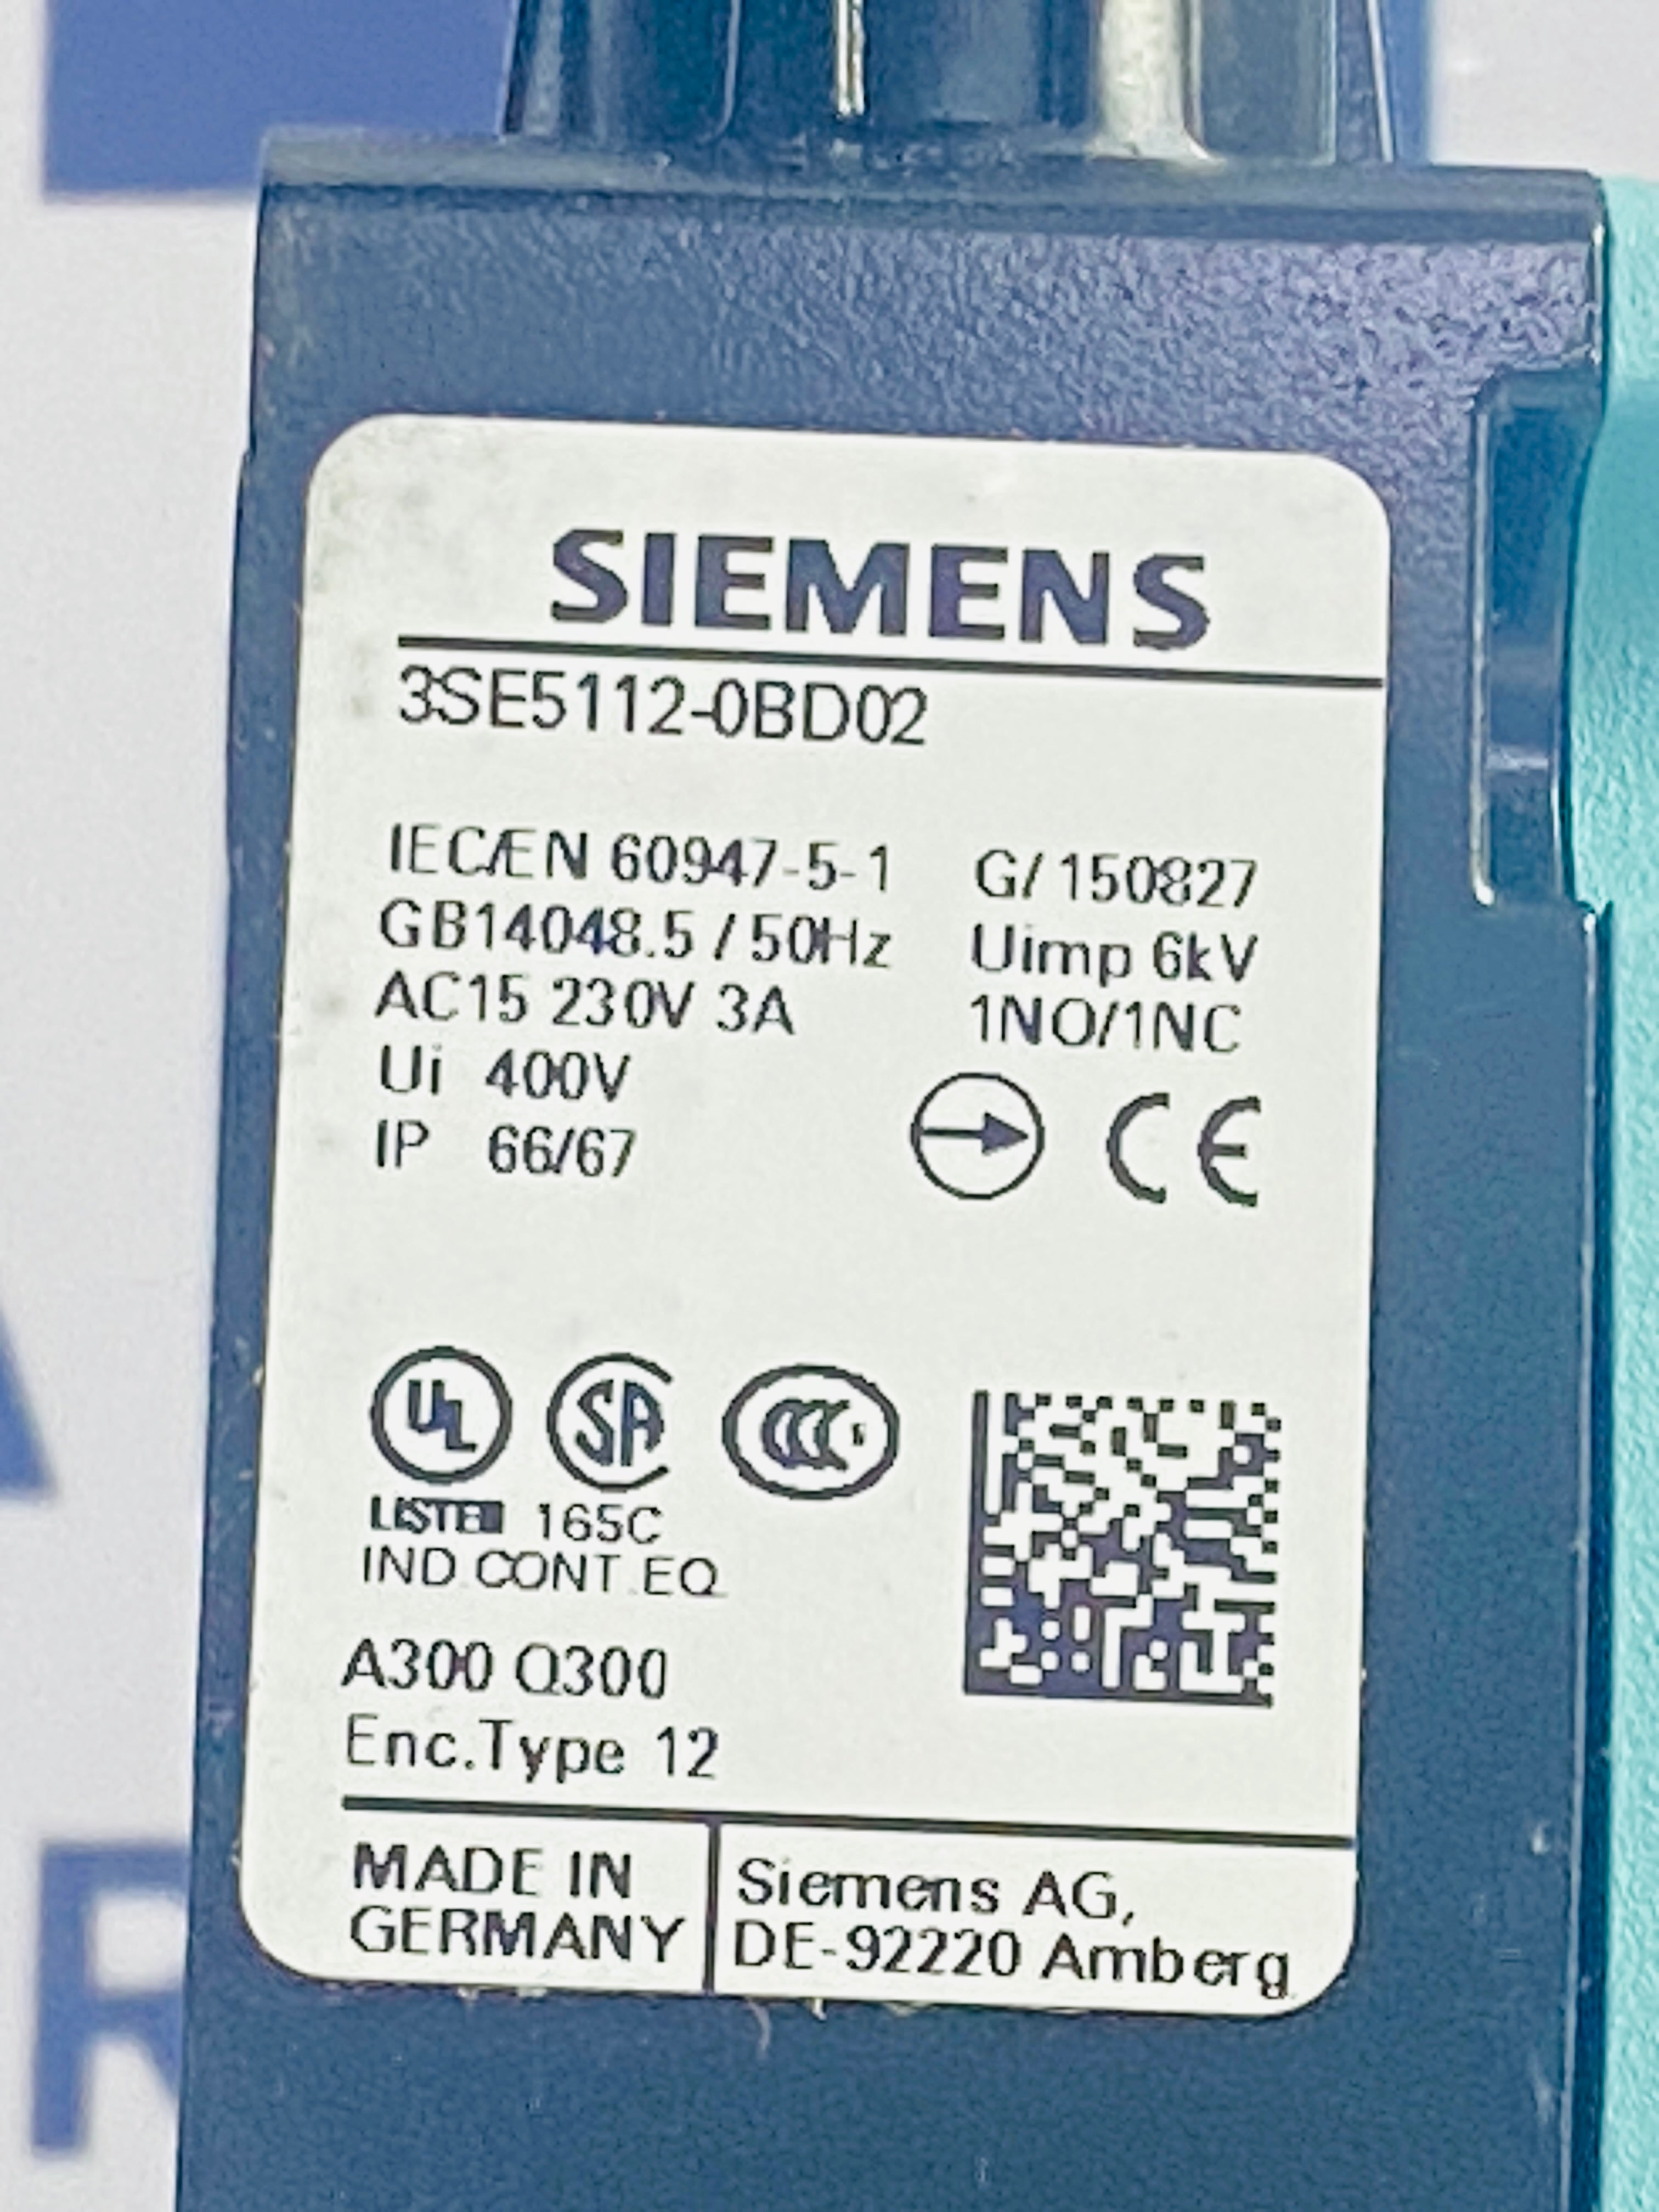 SIEMENS
3SE5112-0BD02
IEC/EN 60947-5-1 G/150827
GB14048.5 / 50Hz Uimp 6kV
AC15 230V 3A 1NO/1NC
Ui 400V
IP 66/67
CE
UL SA CCC
LISTED 165C
IND.CONT.EQ.
A300 Q300
Enc.Type 12
MADE IN
GERMANY
Siemens AG,
DE-92220 Amberg
R